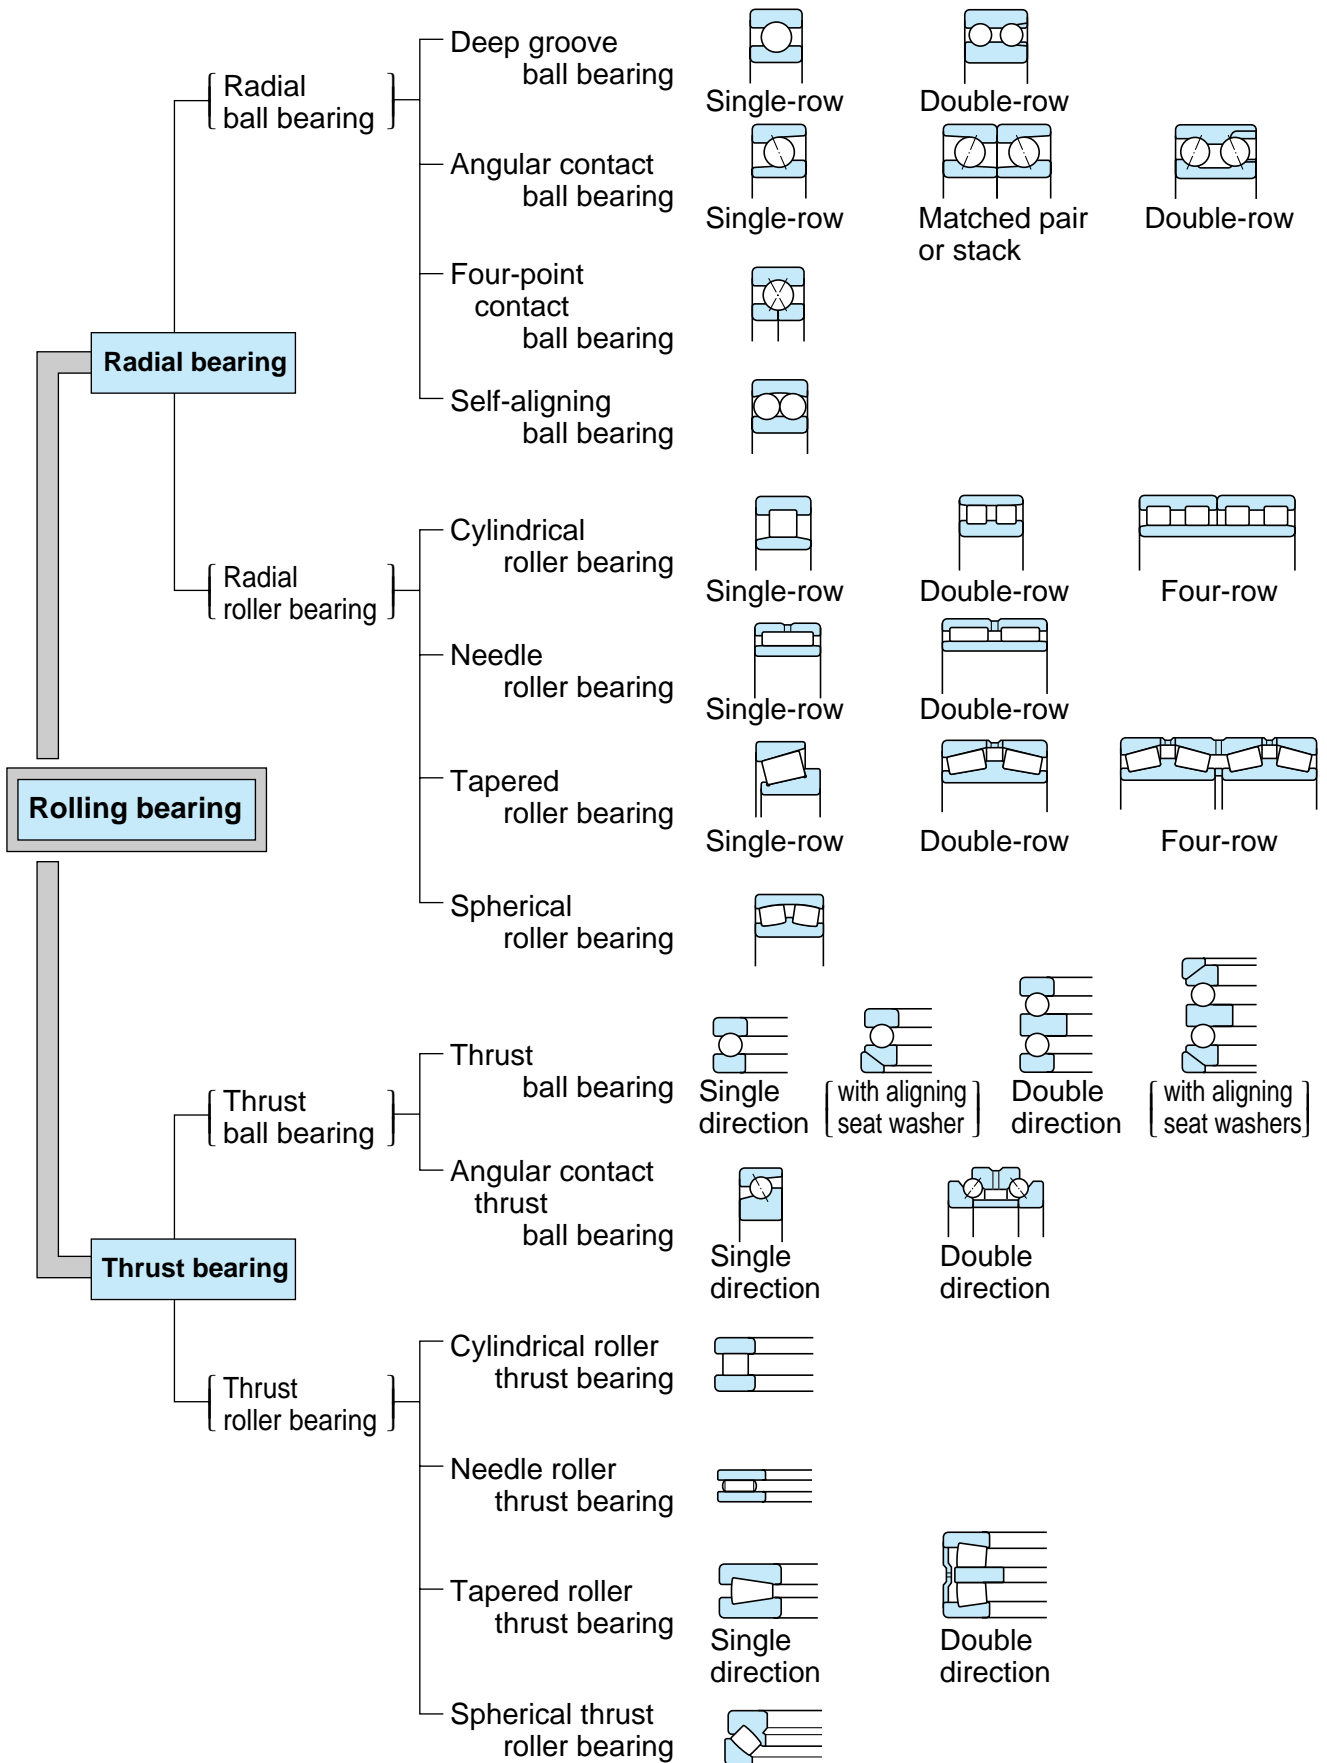 Rolling bearing
Radial bearing
Radial
ball bearing
Deep groove
ball bearing
Single-row
Double-row
Angular contact
ball bearing
Single-row
Matched pair
or stack
Double-row
Four-point
contact
ball bearing
Self-aligning
ball bearing
Radial
roller bearing
Cylindrical
roller bearing
Single-row
Double-row
Four-row
Needle
roller bearing
Single-row
Double-row
Tapered
roller bearing
Single-row
Double-row
Four-row
Spherical
roller bearing
Thrust bearing
Thrust
ball bearing
Thrust
ball bearing
Single
direction
with aligning
seat washer
Double
direction
with aligning
seat washers
Angular contact
thrust
ball bearing
Single
direction
Double
direction
Thrust
roller bearing
Cylindrical roller
thrust bearing
Needle roller
thrust bearing
Tapered roller
thrust bearing
Single
direction
Double
direction
Spherical thrust
roller bearing